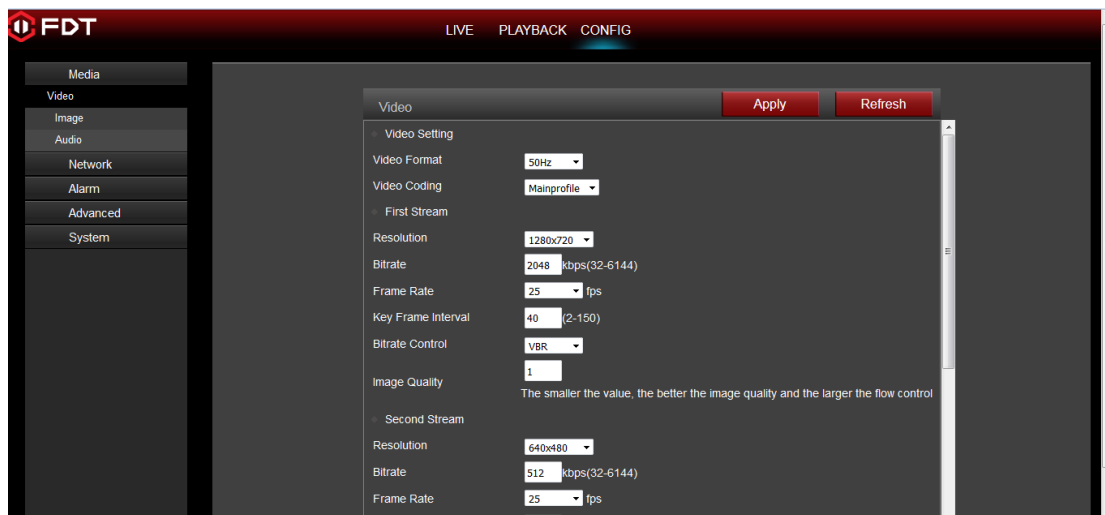 FDT
LIVE PLAYBACK CONFIG
Media
Video
Image
Audio
Network
Alarm
Advanced
System
Video Apply Refresh
Video Setting
Video Format 50Hz
Video Coding Mainprofile
First Stream
Resolution 1280x720
Bitrate 2048 kbps(32-6144)
Frame Rate 25 fps
Key Frame Interval 40 (2-150)
Bitrate Control VBR
Image Quality 1
The smaller the value, the better the image quality and the larger the flow control
Second Stream
Resolution 640x480
Bitrate 512 kbps(32-6144)
Frame Rate 25 fps